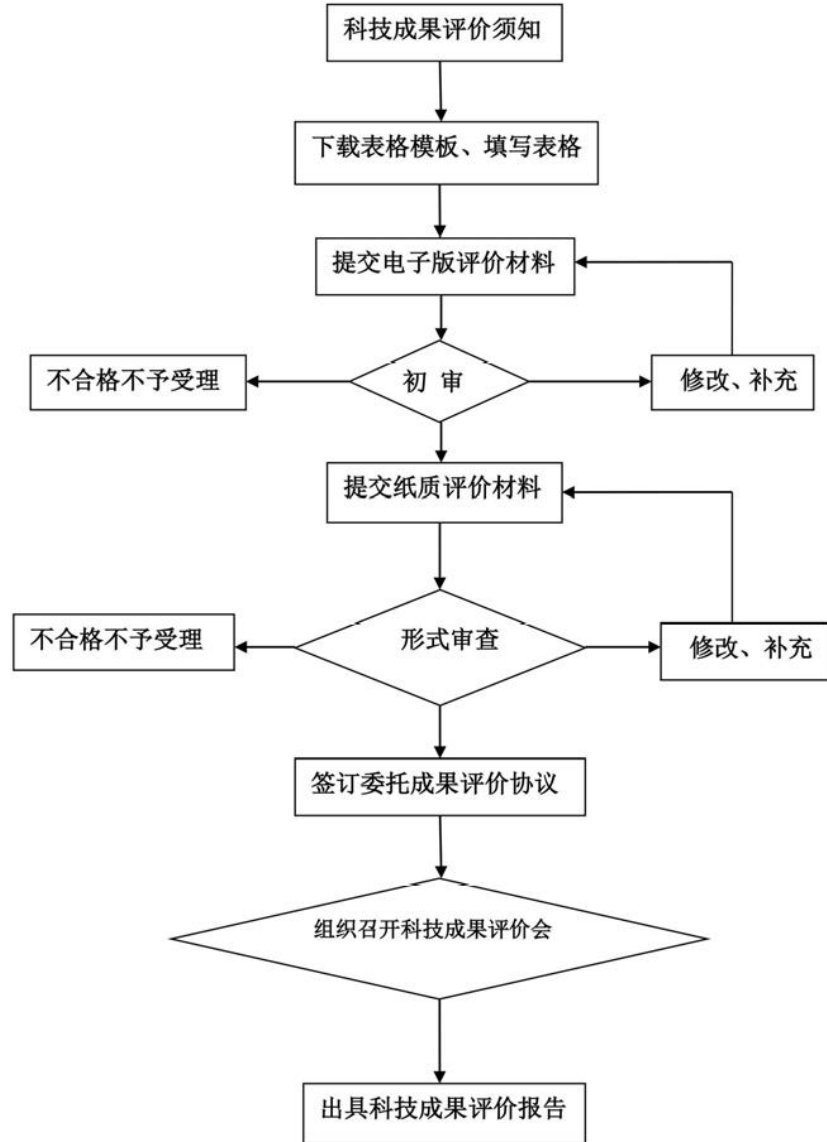 科技成果评价须知
下载表格模板、填写表格
提交电子版评价材料
不合格不予受理
初 审
修改、补充
提交纸质评价材料
不合格不予受理
形式审查
修改、补充
签订委托成果评价协议
组织召开科技成果评价会
出具科技成果评价报告